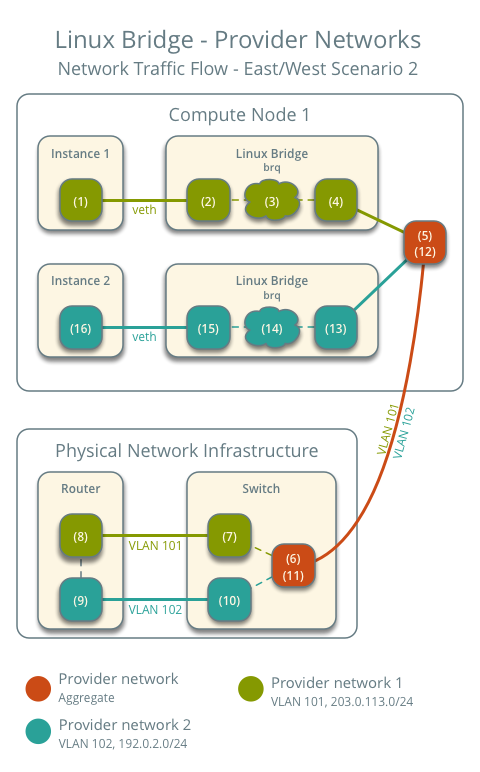 Linux Bridge - Provider Networks
Network Traffic Flow - East/West Scenario 2
Compute Node 1
Instance 1
Linux Bridge
brq
(1)
veth
(2)
(3)
(4)
(5)
(12)
Instance 2
Linux Bridge
brq
(16)
veth
(15)
(14)
(13)
VLAN 101
VLAN 102
Physical Network Infrastructure
Router
Switch
(8)
VLAN 101
(7)
(6)
(11)
(9)
VLAN 102
(10)
Provider network
Aggregate
Provider network 1
VLAN 101, 203.0.113.0/24
Provider network 2
VLAN 102, 192.0.2.0/24